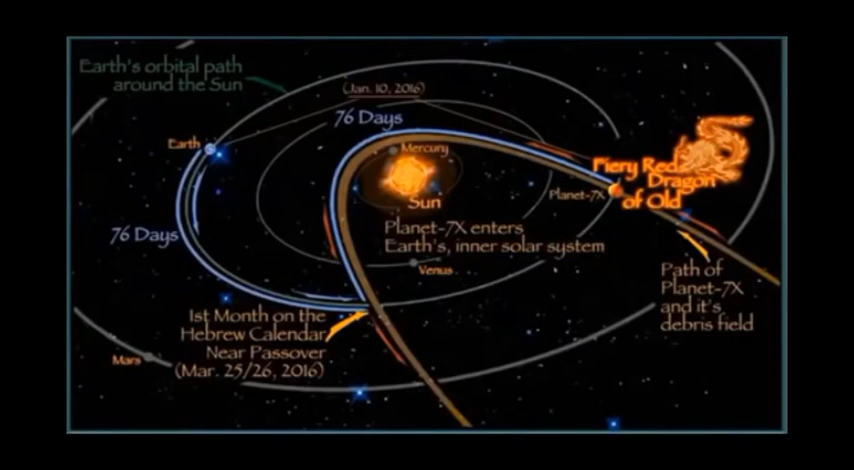 Earth's orbital path
around the Sun
(Jan. 10, 2016)
76 Days
Earth
Mercury
Fiery Red
Dragon
of Old
Planet-7X
Sun
76 Days
Planet-7X enters
Earth's, inner solar system
Venus
Path of
Planet-7X
and it's
debris field
1st Month on the
Hebrew Calendar
Near Passover
(Mar. 25/26, 2016)
Mars